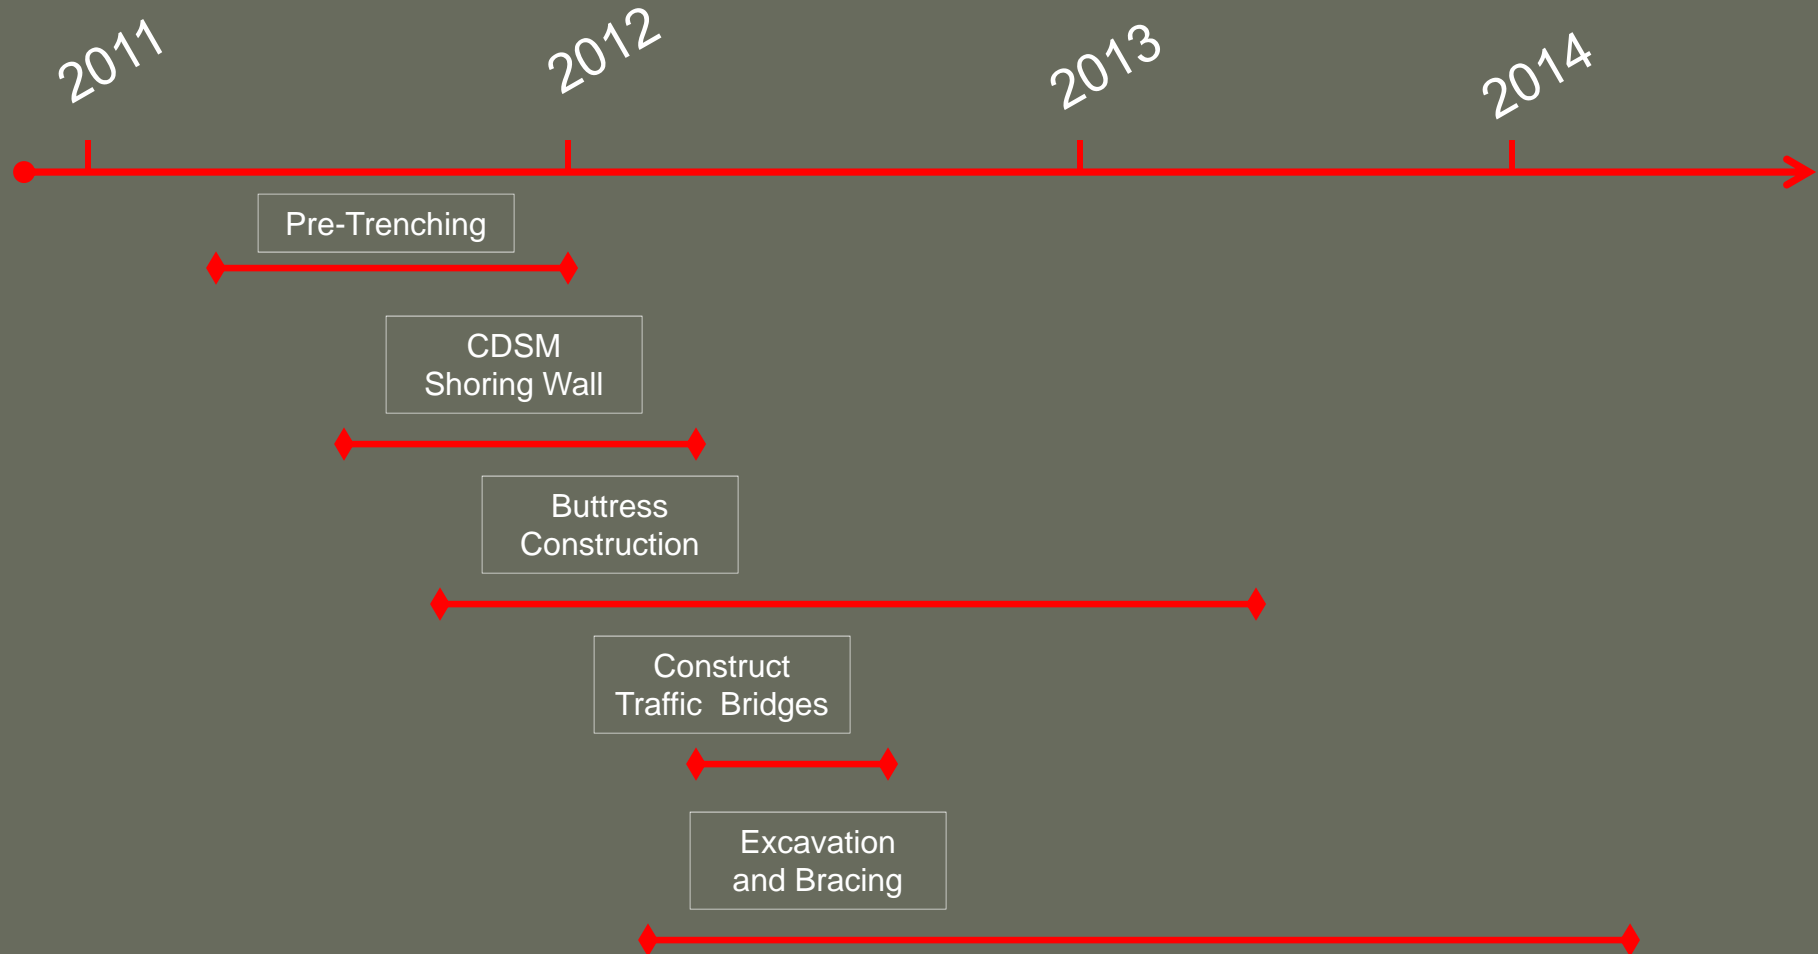 2011
2012
2013
2014
Pre-Trenching
CDSM
Shoring Wall
Buttress
Construction
Construct
Traffic  Bridges
Excavation
and Bracing